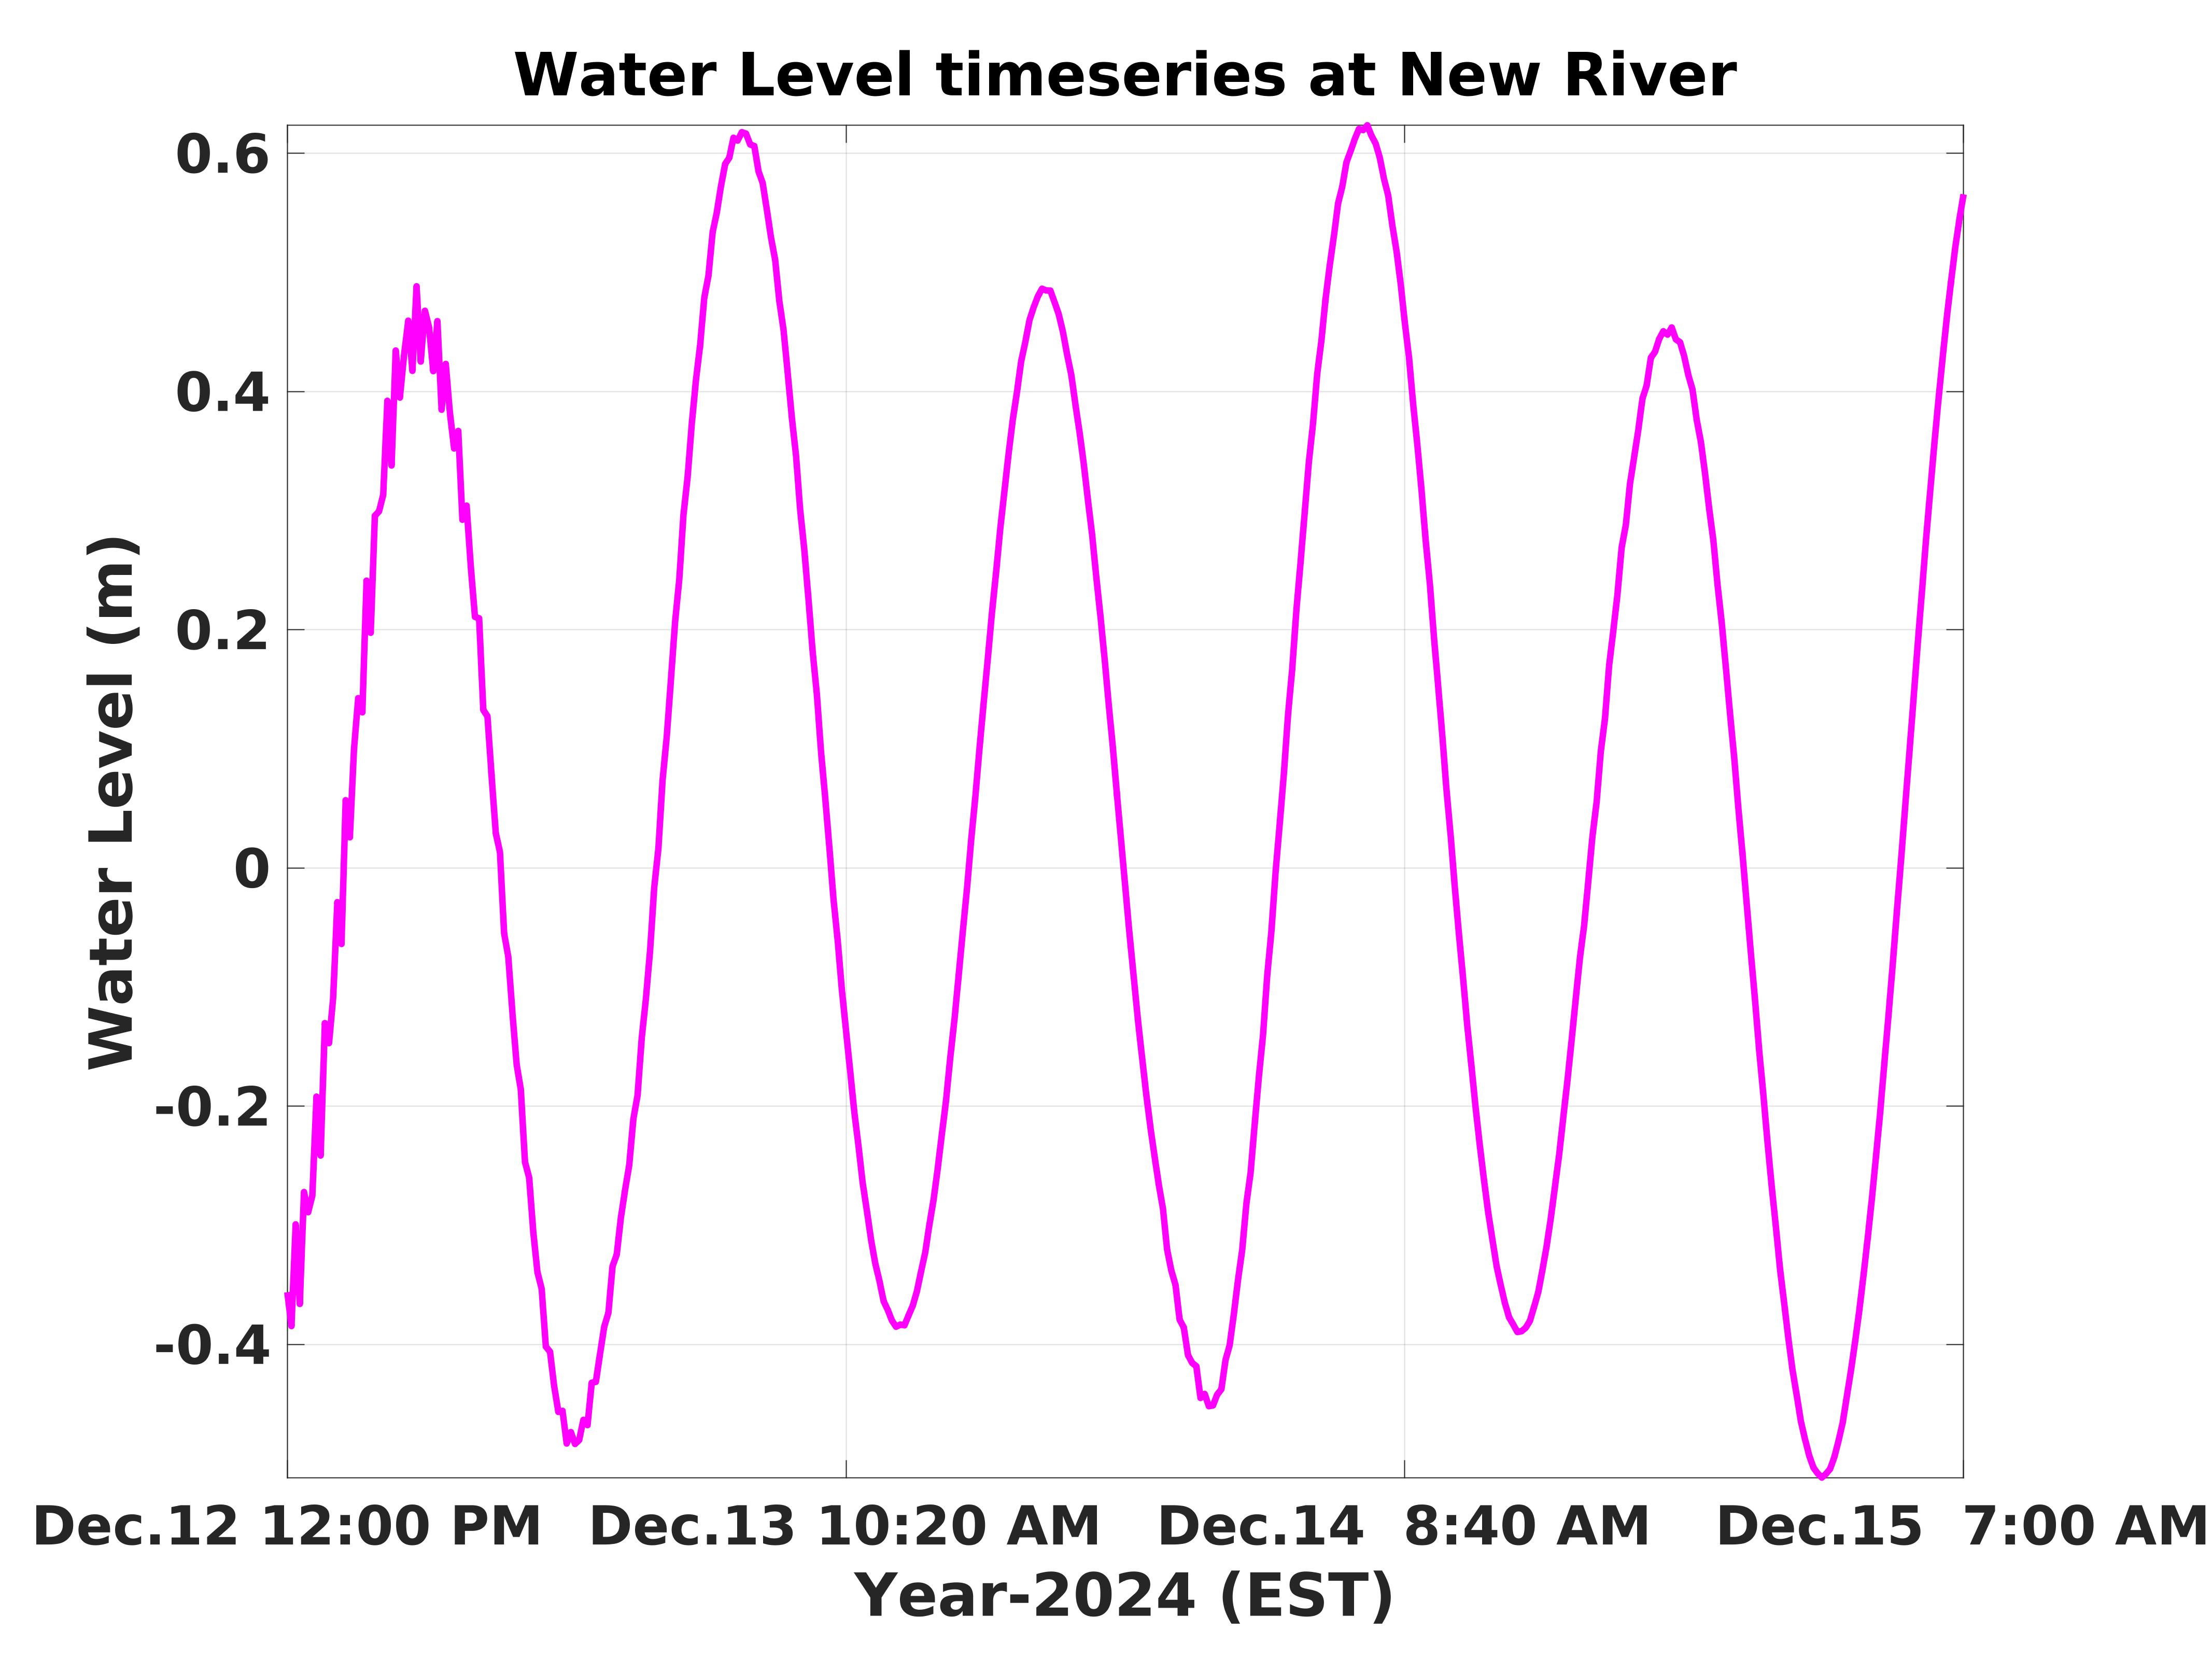 Water Level timeseries at New River
0.6
0.4
0.2
0
-0.2
-0.4
Water Level (m)
Dec.12 12:00 PM Dec.13 10:20 AM Dec.14 8:40 AM Dec.15 7:00 AM
Year-2024 (EST)